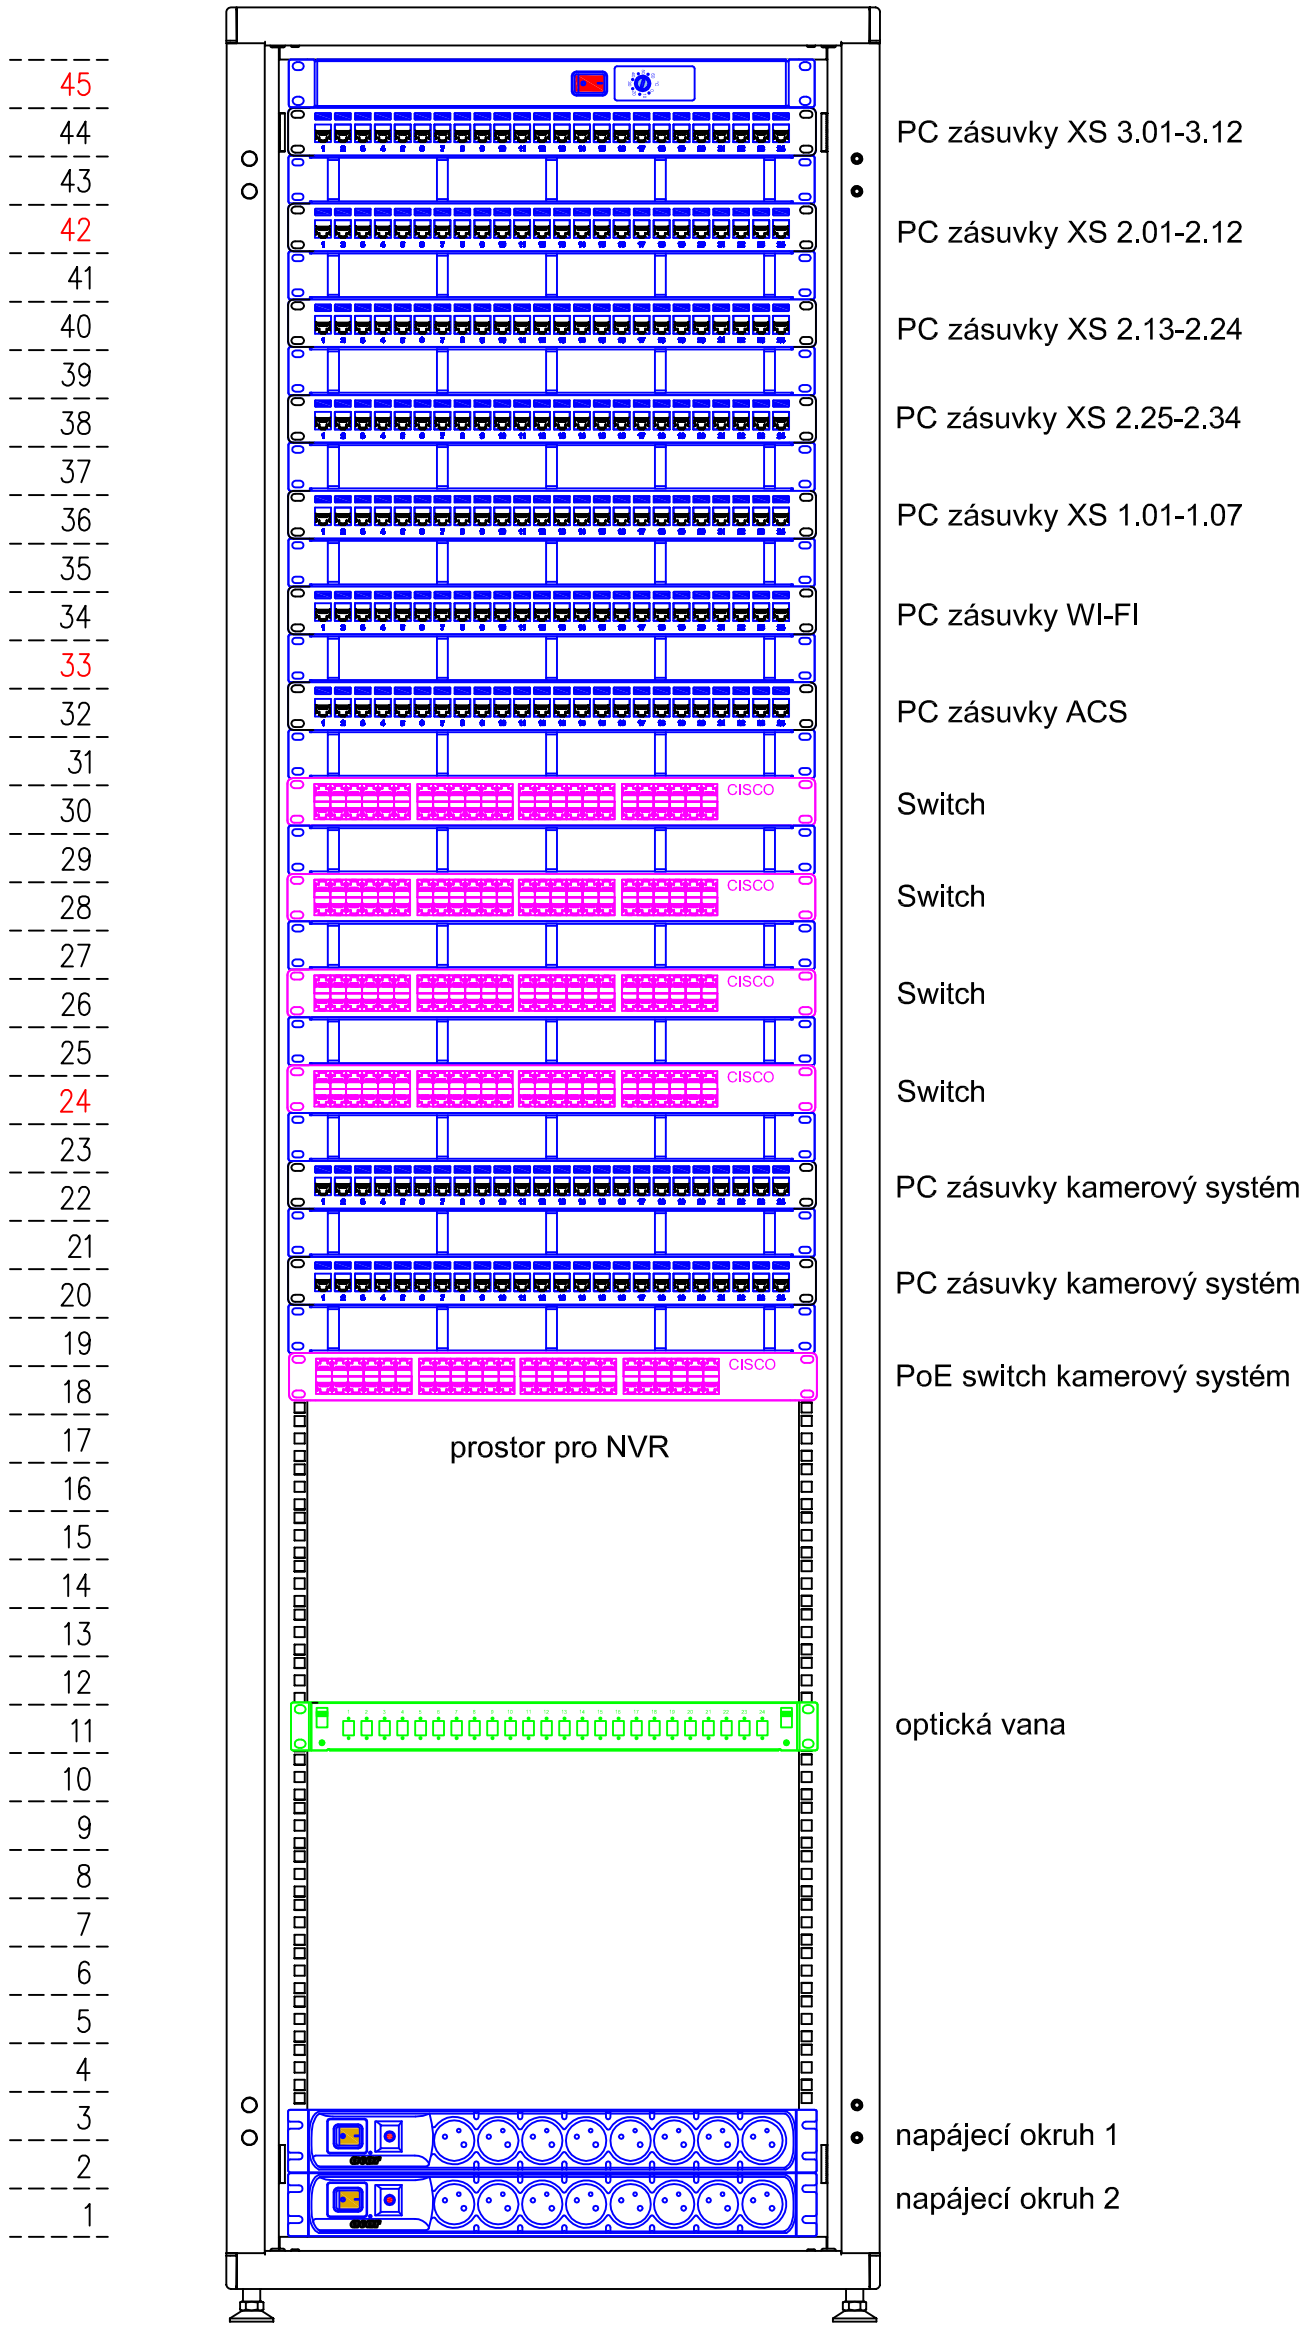 45
44 PC zásuvky XS 3.01-3.12
43
42 PC zásuvky XS 2.01-2.12
41
40 PC zásuvky XS 2.13-2.24
39
38 PC zásuvky XS 2.25-2.34
37
36 PC zásuvky XS 1.01-1.07
35
34 PC zásuvky WI-FI
33
32 PC zásuvky ACS
31
30 CISCO Switch
29
28 CISCO Switch
27
26 CISCO Switch
25
24 CISCO Switch
23
22 PC zásuvky kamerový systém
21
20 PC zásuvky kamerový systém
19
18 CISCO PoE switch kamerový systém
17 prostor pro NVR
16
15
14
13
12
11 optická vana
10
9
8
7
6
5
4
3 napájecí okruh 1
2
1 napájecí okruh 2